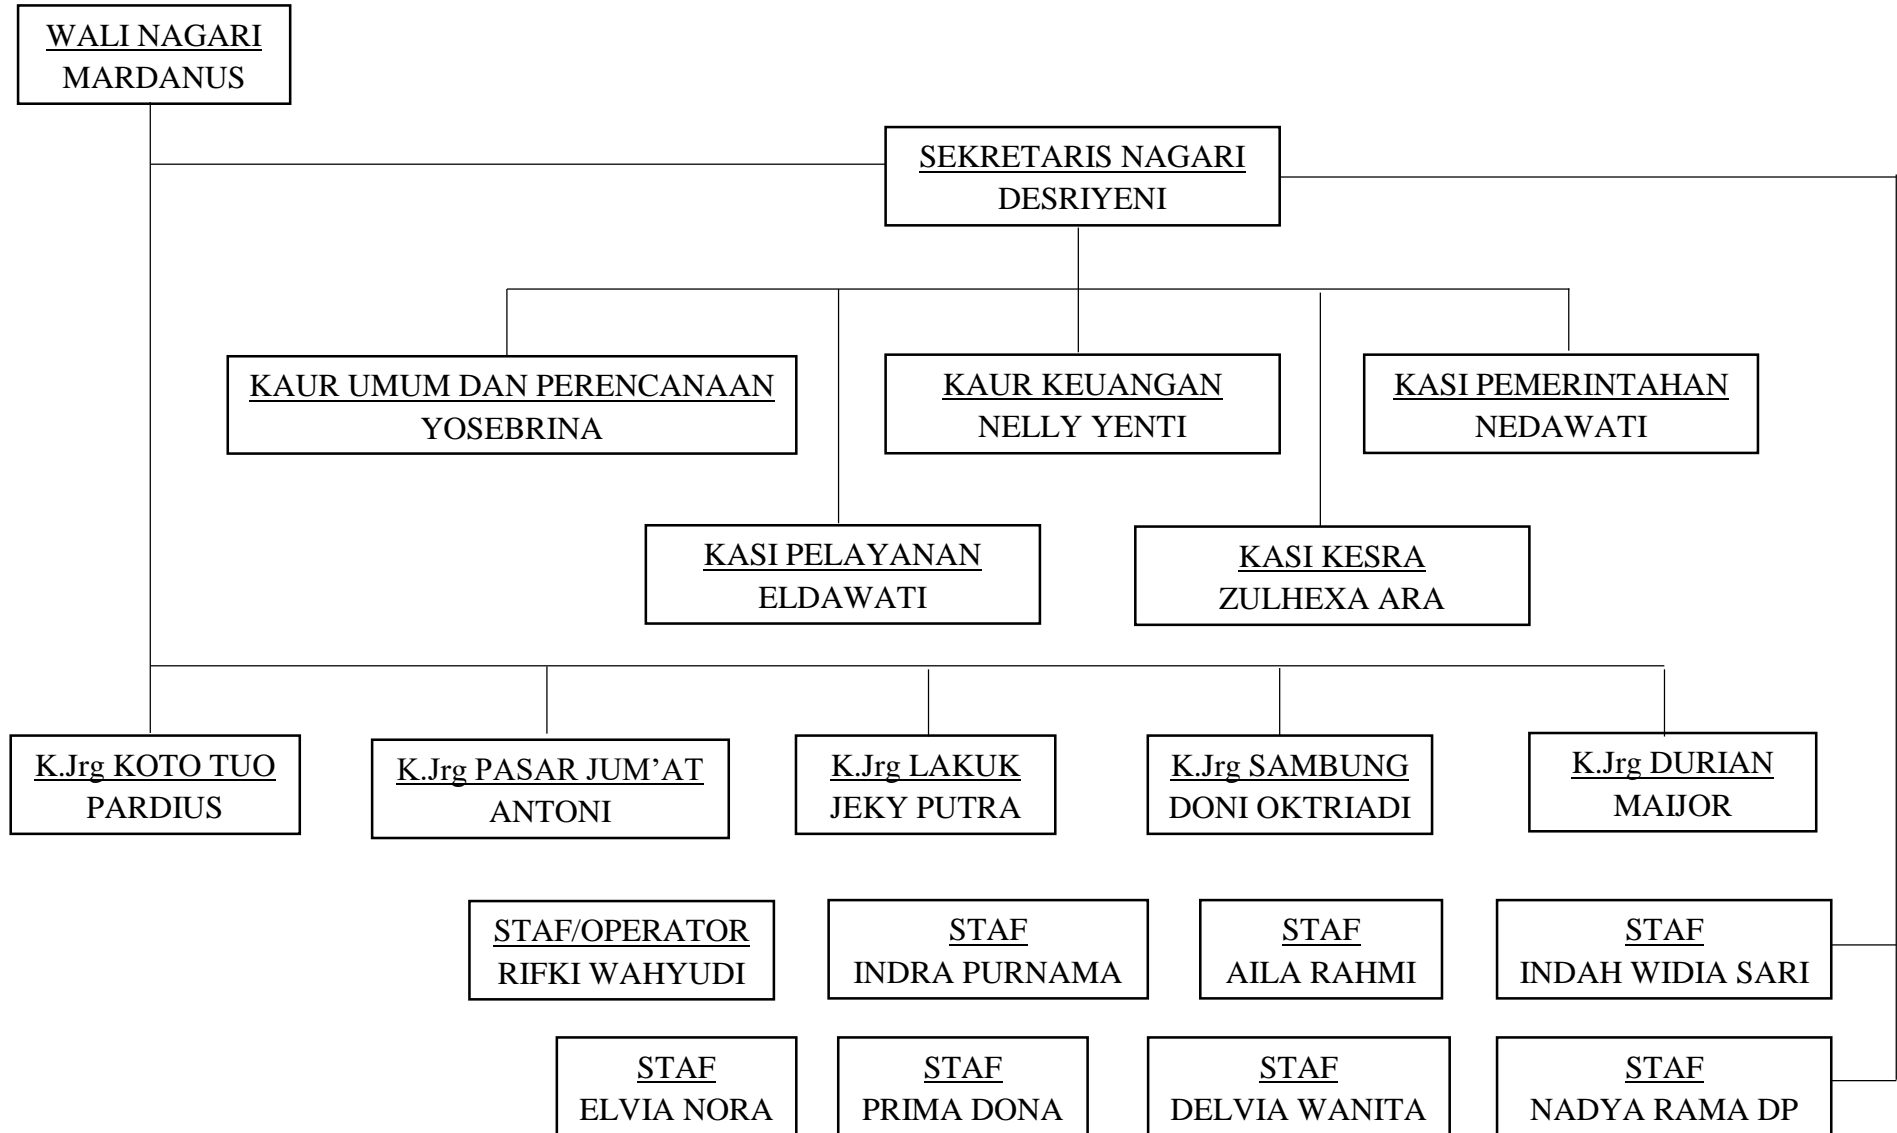 WALI NAGARI
MARDANUS
SEKRETARIS NAGARI
DESRIYENI
KAUR UMUM DAN PERENCANAAN
YOSEBRINA
KAUR KEUANGAN
NELLY YENTI
KASI PEMERINTAHAN
NEDAWATI
KASI PELAYANAN
ELDAWATI
KASI KESRA
ZULHEXA ARA
K.Jrg KOTO TUO
PARDIUS
K.Jrg PASAR JUM’AT
ANTONI
K.Jrg LAKUK
JEKY PUTRA
K.Jrg SAMBUNG
DONI OKTRIADI
K.Jrg DURIAN
MAIJOR
STAF/OPERATOR
RIFKI WAHYUDI
STAF
INDRA PURNAMA
STAF
AILA RAHMI
STAF
INDAH WIDIA SARI
STAF
ELVIA NORA
STAF
PRIMA DONA
STAF
DELVIA WANITA
STAF
NADYA RAMA DP